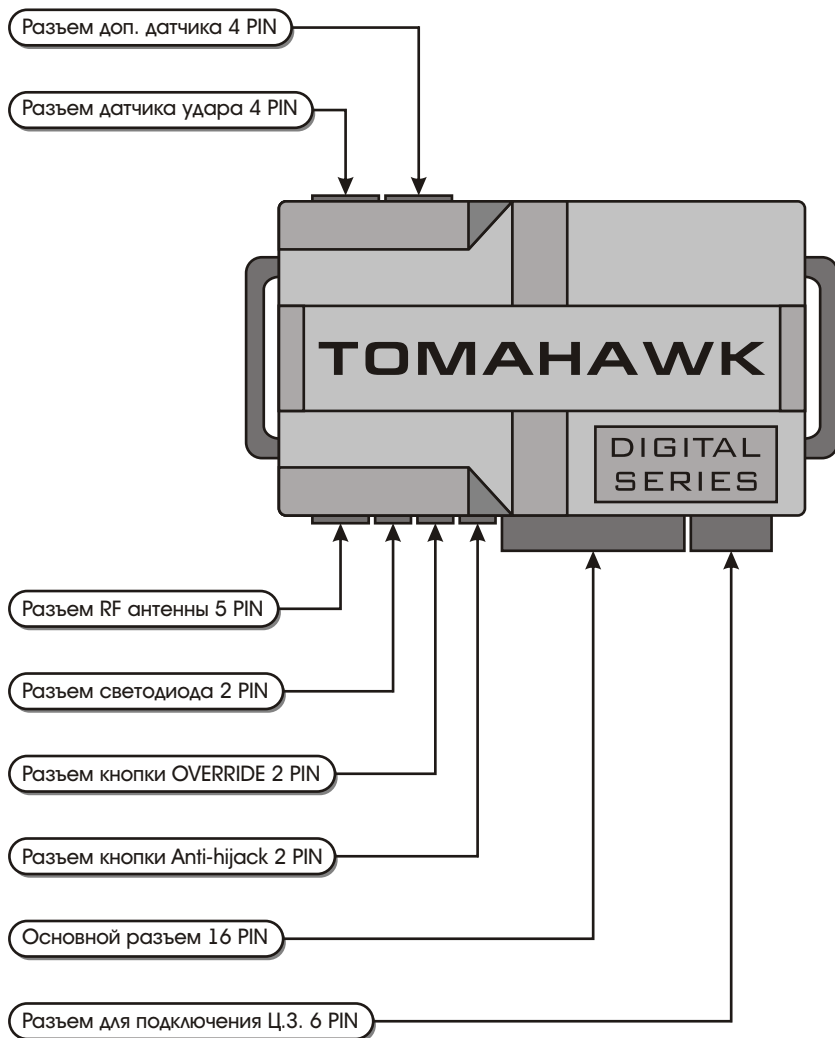 Разъем доп. датчика 4 PIN
Разъем датчика удара 4 PIN
TOMAHAWK
DIGITAL
SERIES
Разъем RF антенны 5 PIN
Разъем светодиода 2 PIN
Разъем кнопки OVERRIDE 2 PIN
Разъем кнопки Anti-hijack 2 PIN
Основной разъем 16 PIN
Разъем для подключения Ц.З. 6 PIN